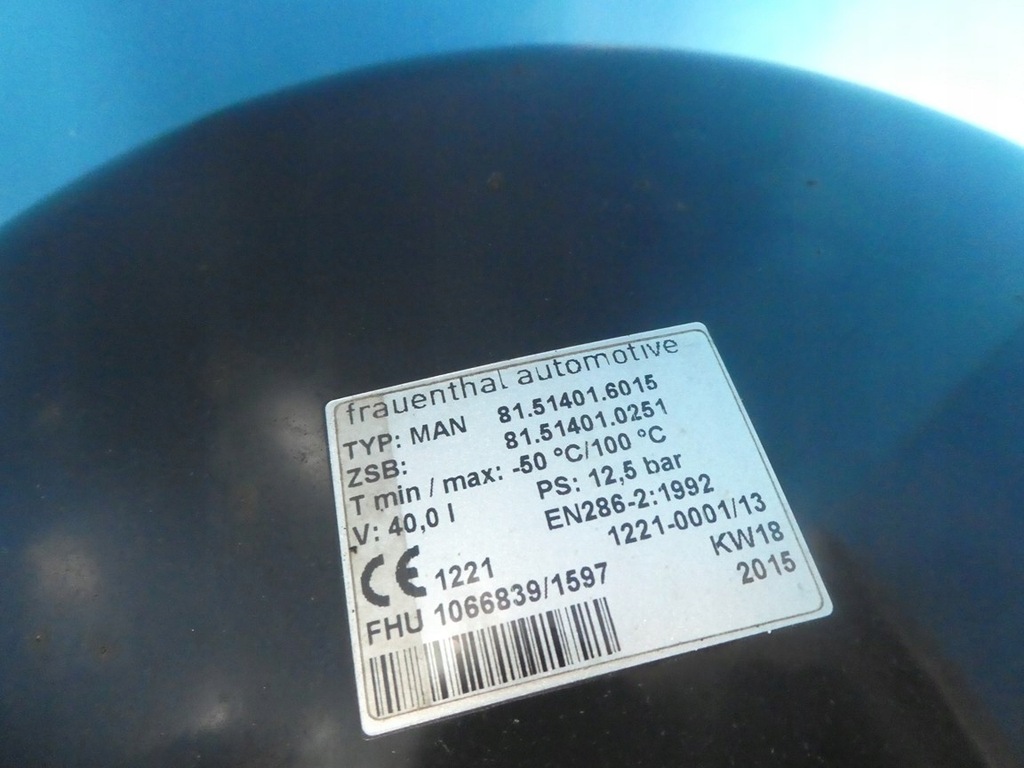 frauenthal automotive
TYP: MAN 81.51401.6015
ZSB: 81.51401.0251
T min / max: -50 °C/100 °C
V: 40,0 l PS: 12,5 bar
EN286-2:1992
CE 1221 1221-0001/13
FHU 1066839/1597 KW18
2015